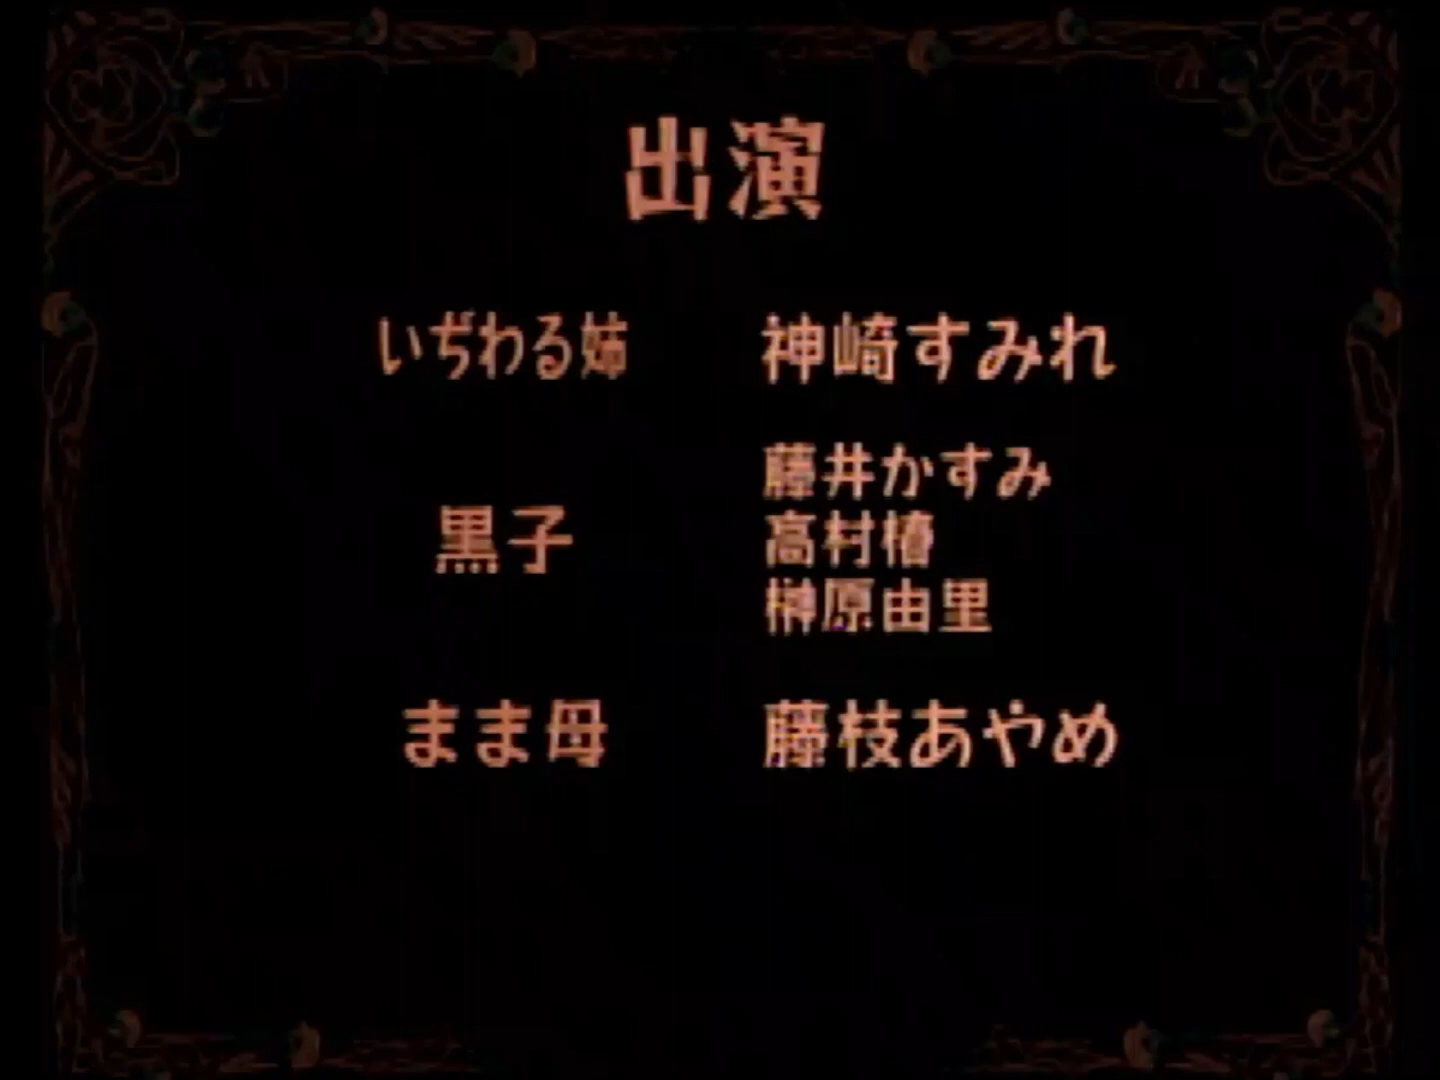 出演
いぢわる姉 神崎すみれ
黒子 藤井かすみ
高村椿
榊原由里
まま母 藤枝あやめ